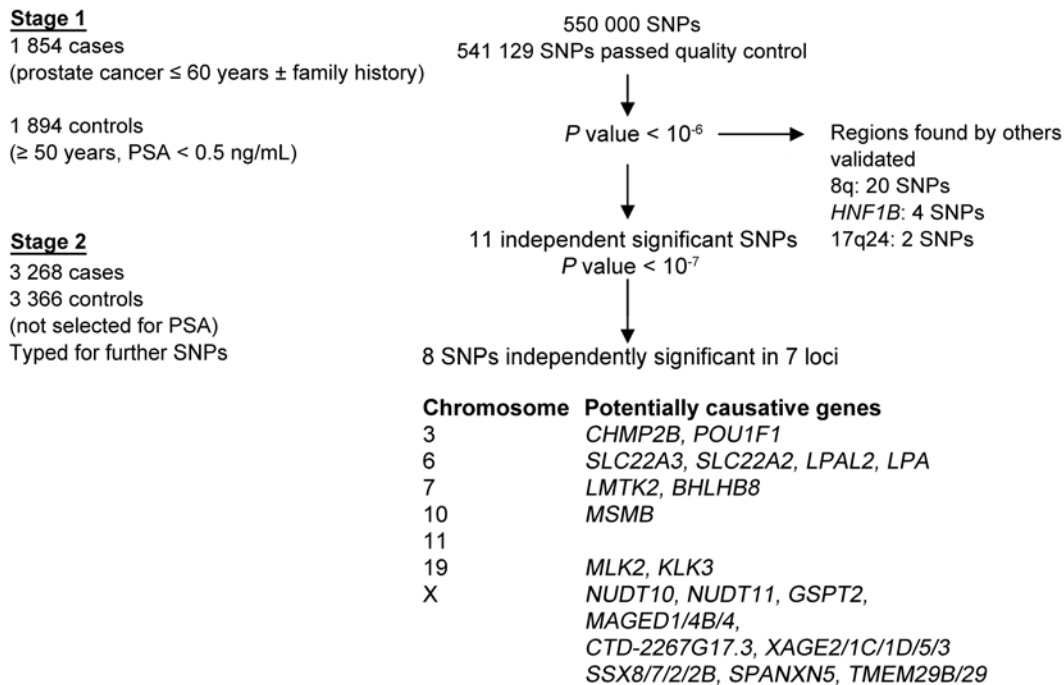 Stage 1
1 854 cases
(prostate cancer ≤ 60 years ± family history)
1 894 controls
(≥ 50 years, PSA < 0.5 ng/mL)
Stage 2
3 268 cases
3 366 controls
(not selected for PSA)
Typed for further SNPs
550 000 SNPs
541 129 SNPs passed quality control
P value < 10⁻⁶
Regions found by others
validated
8q: 20 SNPs
HNF1B: 4 SNPs
17q24: 2 SNPs
11 independent significant SNPs
P value < 10⁻⁷
8 SNPs independently significant in 7 loci
Chromosome Potentially causative genes
3 CHMP2B, POU1F1
6 SLC22A3, SLC22A2, LPAL2, LPA
7 LMTK2, BHLHB8
10 MSMB
11
19 MLK2, KLK3
X NUDT10, NUDT11, GSPT2,
MAGED1/4B/4,
CTD-2267G17.3, XAGE2/1C/1D/5/3
SSX8/7/2/2B, SPANXN5, TMEM29B/29